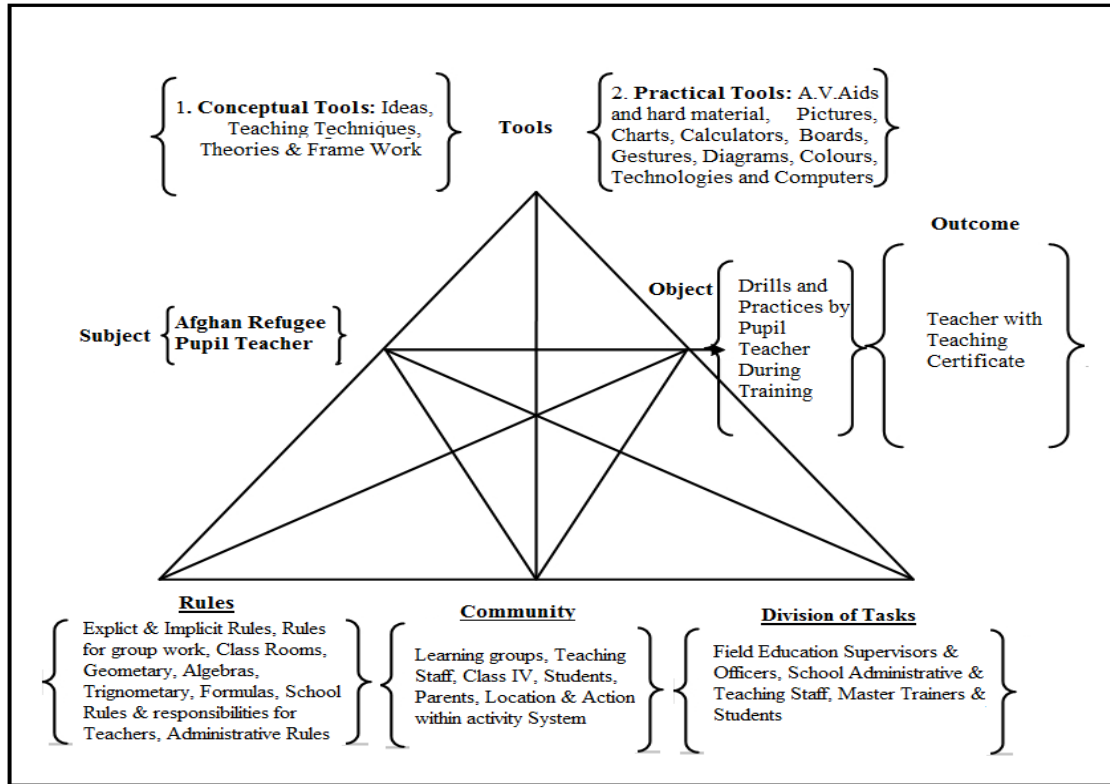 1. Conceptual Tools: Ideas,
Teaching Techniques,
Theories & Frame Work
Tools
2. Practical Tools: A.V.Aids
and hard material, Pictures,
Charts, Calculators, Boards,
Gestures, Diagrams, Colours,
Technologies and Computers
Outcome
Object
Drills and
Practices by
Pupil
Teacher
During
Training
Teacher with
Teaching
Certificate
Subject
Afghan Refugee
Pupil Teacher
Rules
Explict & Implicit Rules, Rules
for group work, Class Rooms,
Geometary, Algebras,
Trignometary, Formulas, School
Rules & responsibilities for
Teachers, Administrative Rules
Community
Learning groups, Teaching
Staff, Class IV, Students,
Parents, Location & Action
within activity System
Division of Tasks
Field Education Supervisors &
Officers, School Administrative &
Teaching Staff, Master Trainers &
Students